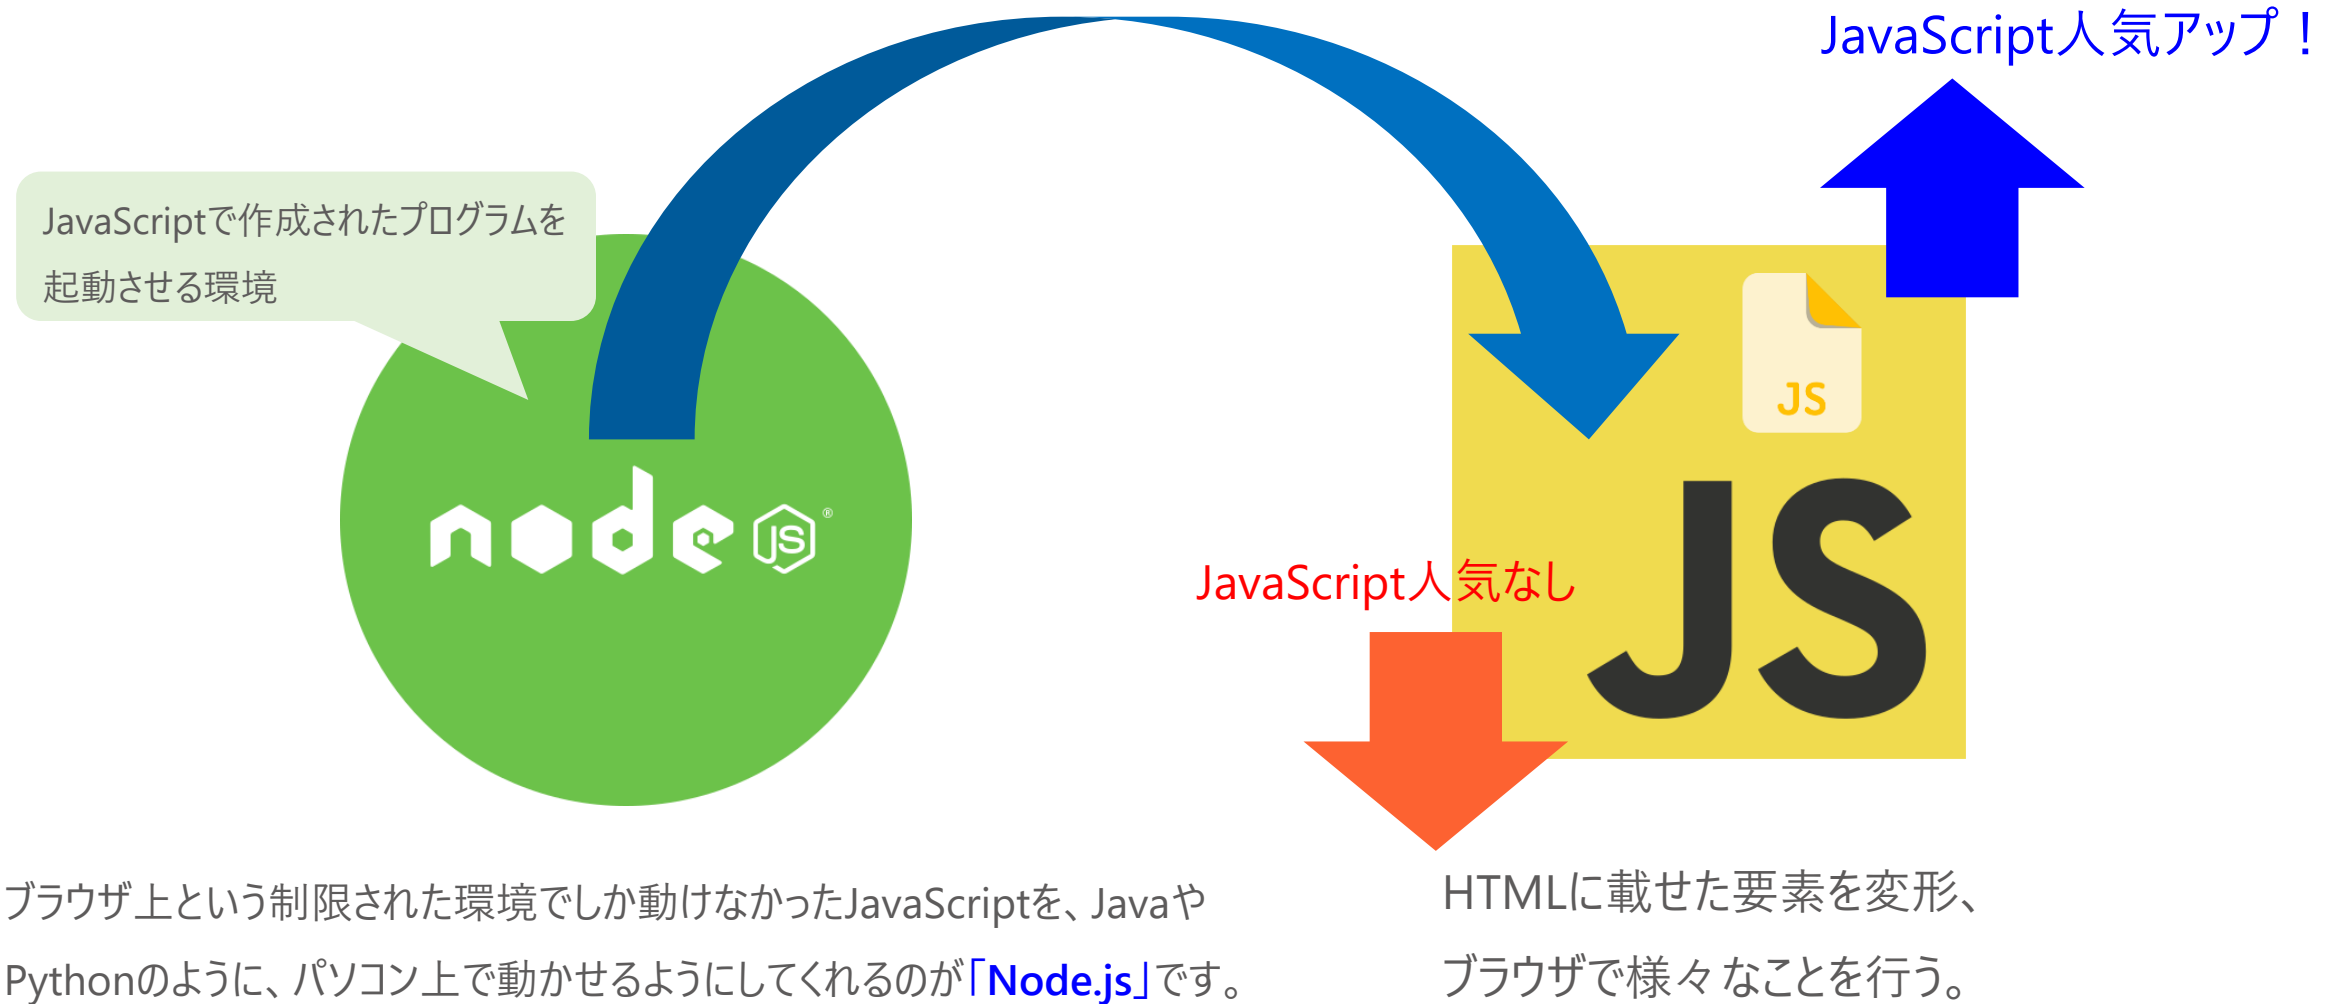 JavaScript人気アップ！
JavaScriptで作成されたプログラムを
起動させる環境
JS
node JS ®
JS
JavaScript人気なし
ブラウザ上という制限された環境でしか動けなかったJavaScriptを、Javaや
Pythonのように、パソコン上で動かせるようにしてくれるのが「Node.js」です。
HTMLに載せた要素を変形、
ブラウザで様々なことを行う。